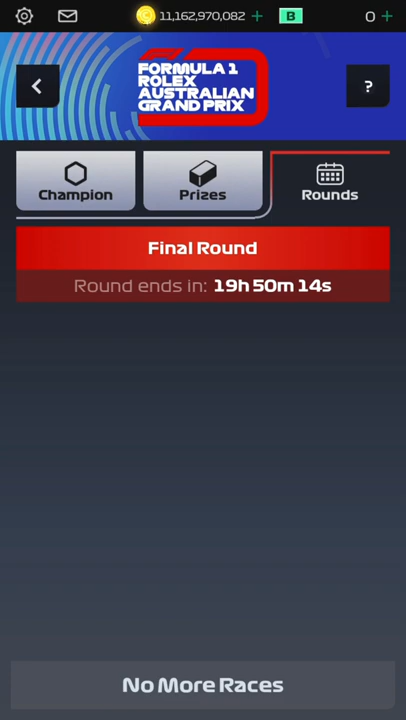 11,162,970,082 + B 0 +
FORMULA 1
ROLEX
AUSTRALIAN
GRAND PRIX
?
Champion
Prizes
Rounds
Final Round
Round ends in: 19h 50m 14s
No More Races